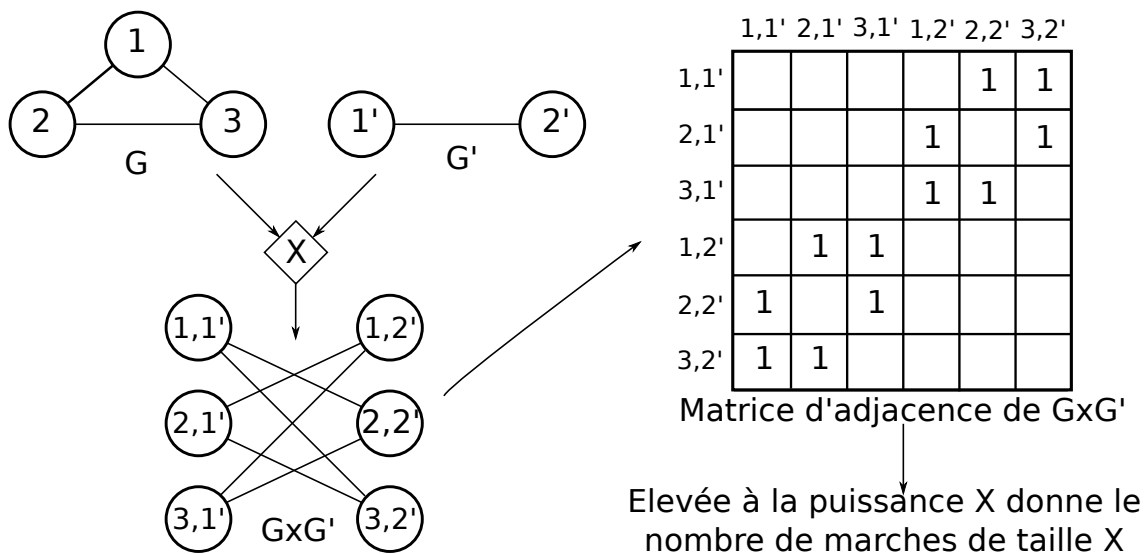 1
2
3
G
1'
2'
G'
X
1,1'
1,2'
2,1'
2,2'
3,1'
3,2'
GxG'
1,1' 2,1' 3,1' 1,2' 2,2' 3,2'
1,1' 1 1
2,1' 1 1
3,1' 1 1
1,2' 1 1
2,2' 1 1
3,2' 1 1
Matrice d'adjacence de GxG'
Elevée à la puissance X donne le
nombre de marches de taille X